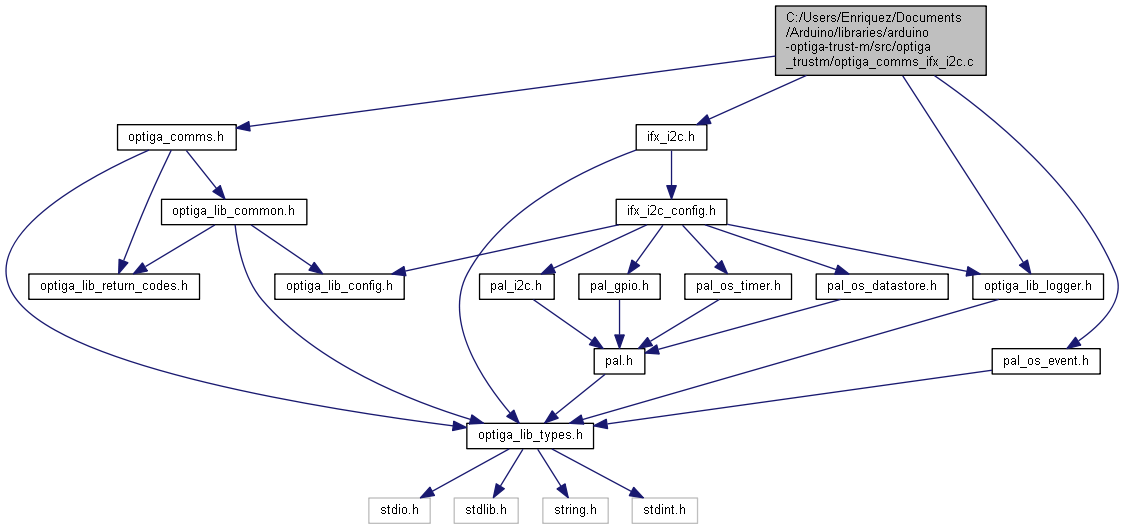 C:/Users/Enriquez/Documents
/Arduino/libraries/arduino
-optiga-trust-m/src/optiga
_trustm/optiga_comms_ifx_i2c.c
optiga_comms.h
ifx_i2c.h
optiga_lib_common.h
ifx_i2c_config.h
optiga_lib_return_codes.h
optiga_lib_config.h
pal_i2c.h
pal_gpio.h
pal_os_timer.h
pal_os_datastore.h
optiga_lib_logger.h
pal.h
pal_os_event.h
optiga_lib_types.h
stdio.h
stdlib.h
string.h
stdint.h